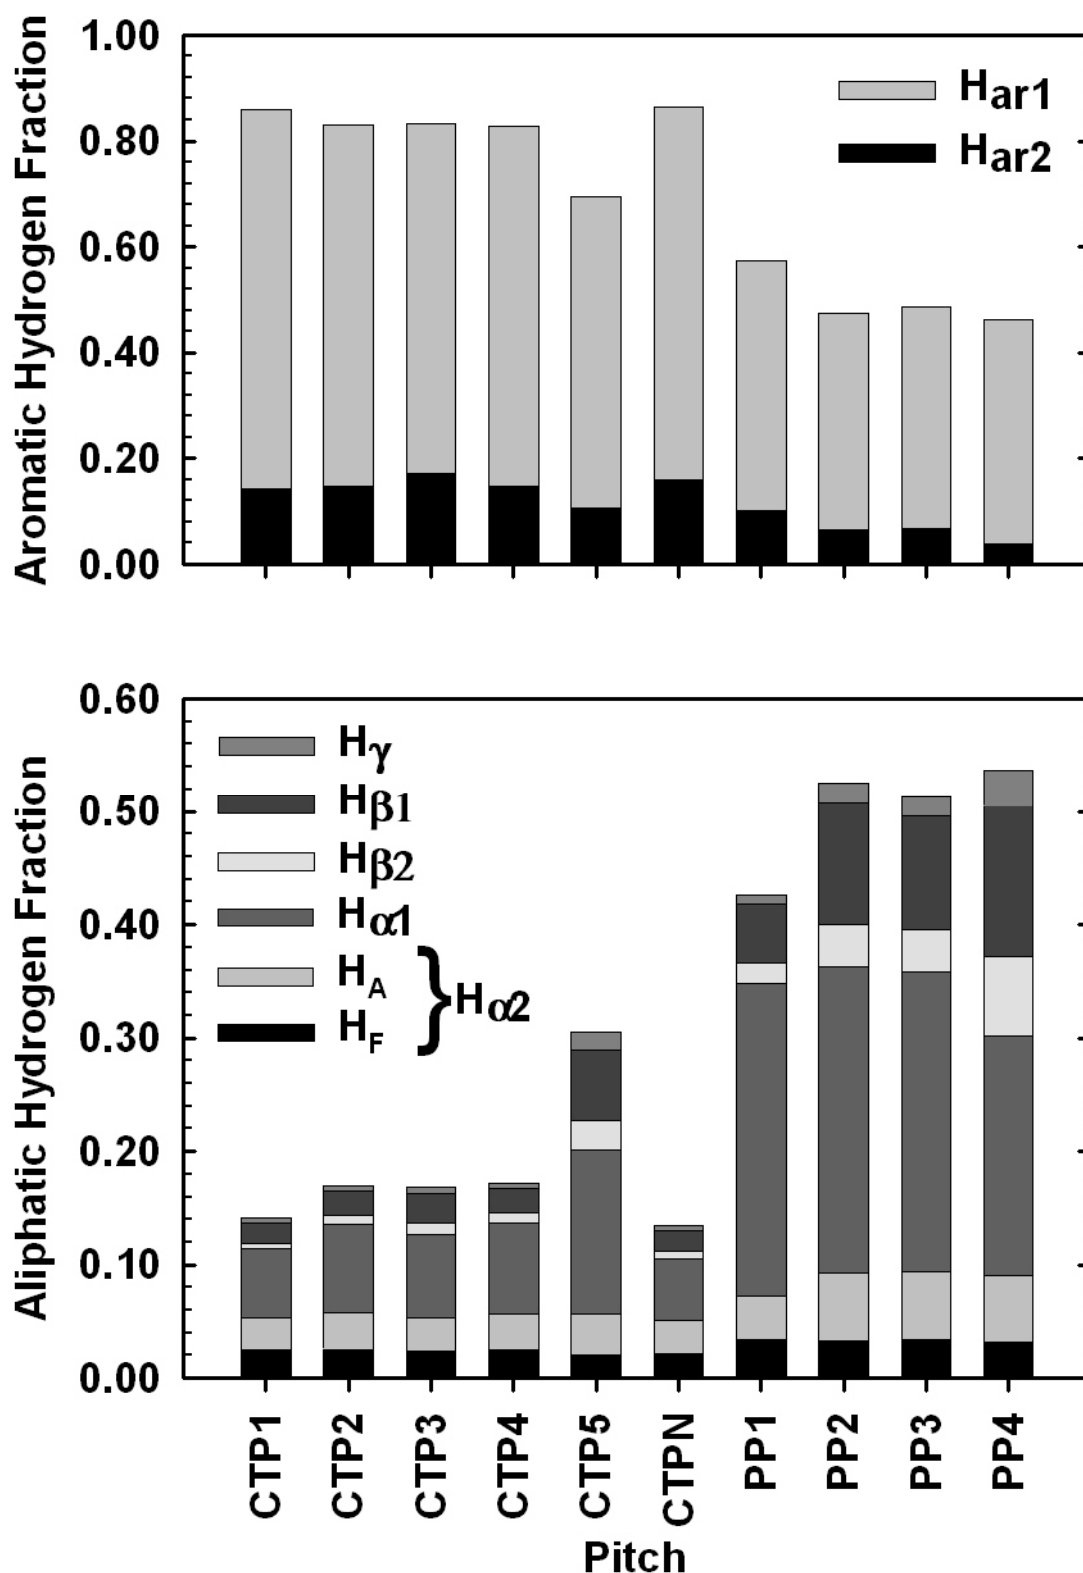 Aromatic Hydrogen Fraction
1.00
0.80
0.60
0.40
0.20
0.00
Har1
Har2
Aliphatic Hydrogen Fraction
0.60
0.50
0.40
0.30
0.20
0.10
0.00
Hγ
Hβ1
Hβ2
Hα1
HA
HF
} Hα2
CTP1
CTP2
CTP3
CTP4
CTP5
CTPN
PP1
PP2
PP3
PP4
Pitch